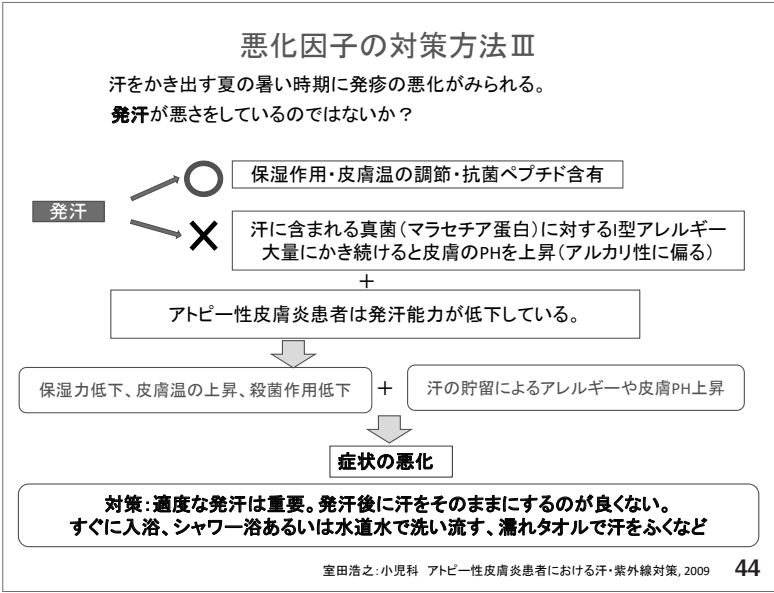 悪化因子の対策方法Ⅲ
汗をかき出す夏の暑い時期に発疹の悪化がみられる。
発汗が悪さをしているのではないか？
保湿作用・皮膚温の調節・抗菌ペプチド含有
発汗
汗に含まれる真菌（マラセチア蛋白）に対するI型アレルギー
大量にかき続けると皮膚のPHを上昇（アルカリ性に偏る）
＋
アトピー性皮膚炎患者は発汗能力が低下している。
保湿力低下、皮膚温の上昇、殺菌作用低下 ＋ 汗の貯留によるアレルギーや皮膚PH上昇
症状の悪化
対策：適度な発汗は重要。発汗後に汗をそのままにするのが良くない。
すぐに入浴、シャワー浴あるいは水道水で洗い流す、濡れタオルで汗をふくなど
室田浩之：小児科　アトピー性皮膚炎患者における汗・紫外線対策, 2009 44